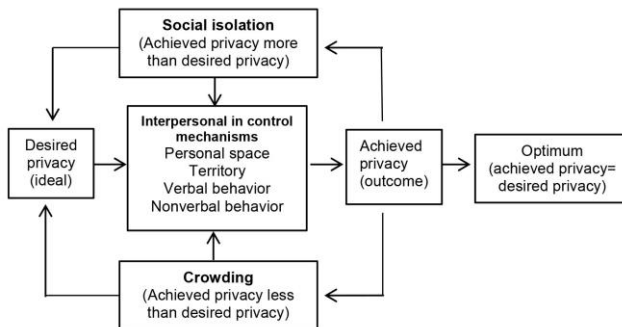 Social isolation
(Achieved privacy more
than desired privacy)
Desired
privacy
(ideal)
Interpersonal in control
mechanisms
Personal space
Territory
Verbal behavior
Nonverbal behavior
Achieved
privacy
(outcome)
Optimum
(achieved privacy=
desired privacy)
Crowding
(Achieved privacy less
than desired privacy)